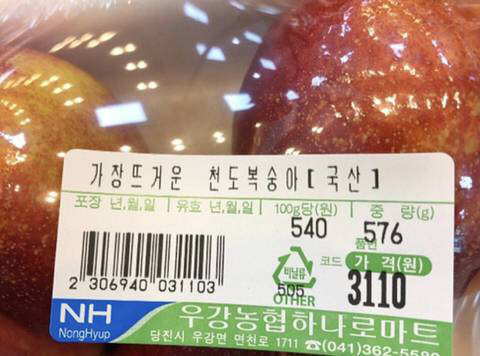 가장뜨거운 천도복숭아[국산]
포장 년,월,일 유효 년,월,일 100g당(원) 중 량(g)
540 576
품번
코드 가 격(원)
비닐류
505 3110
OTHER
2 306940 031103
NH 우강농협하나로마트
NongHyup 당진시 우강면 면천로 1711 ☎(041)362-5580